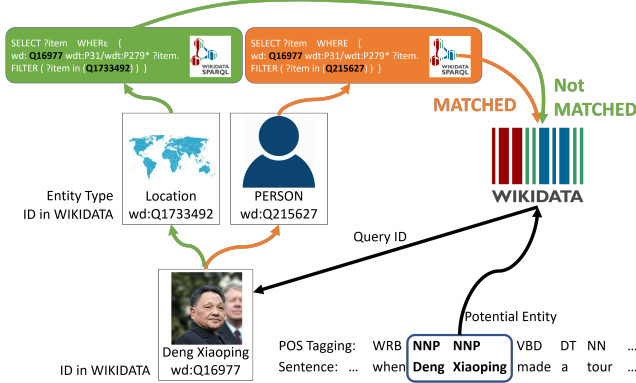 SELECT ?item WHERE {
wd: Q16977 wdt:P31/wdt:P279* ?item.
FILTER ( ?item in (Q1733492) ) }
WIKIDATA
SPARQL
SELECT ?item WHERE {
wd: Q16977 wdt:P31/wdt:P279* ?item.
FILTER ( ?item in (Q215627) ) }
WIKIDATA
SPARQL
MATCHED
Not
MATCHED
WIKIDATA
Entity Type
ID in WIKIDATA
Location
wd:Q1733492
PERSON
wd:Q215627
Query ID
Deng Xiaoping
wd:Q16977
ID in WIKIDATA
Potential Entity
POS Tagging: WRB NNP NNP VBD DT NN ...
Sentence: ... when Deng Xiaoping made a tour ...